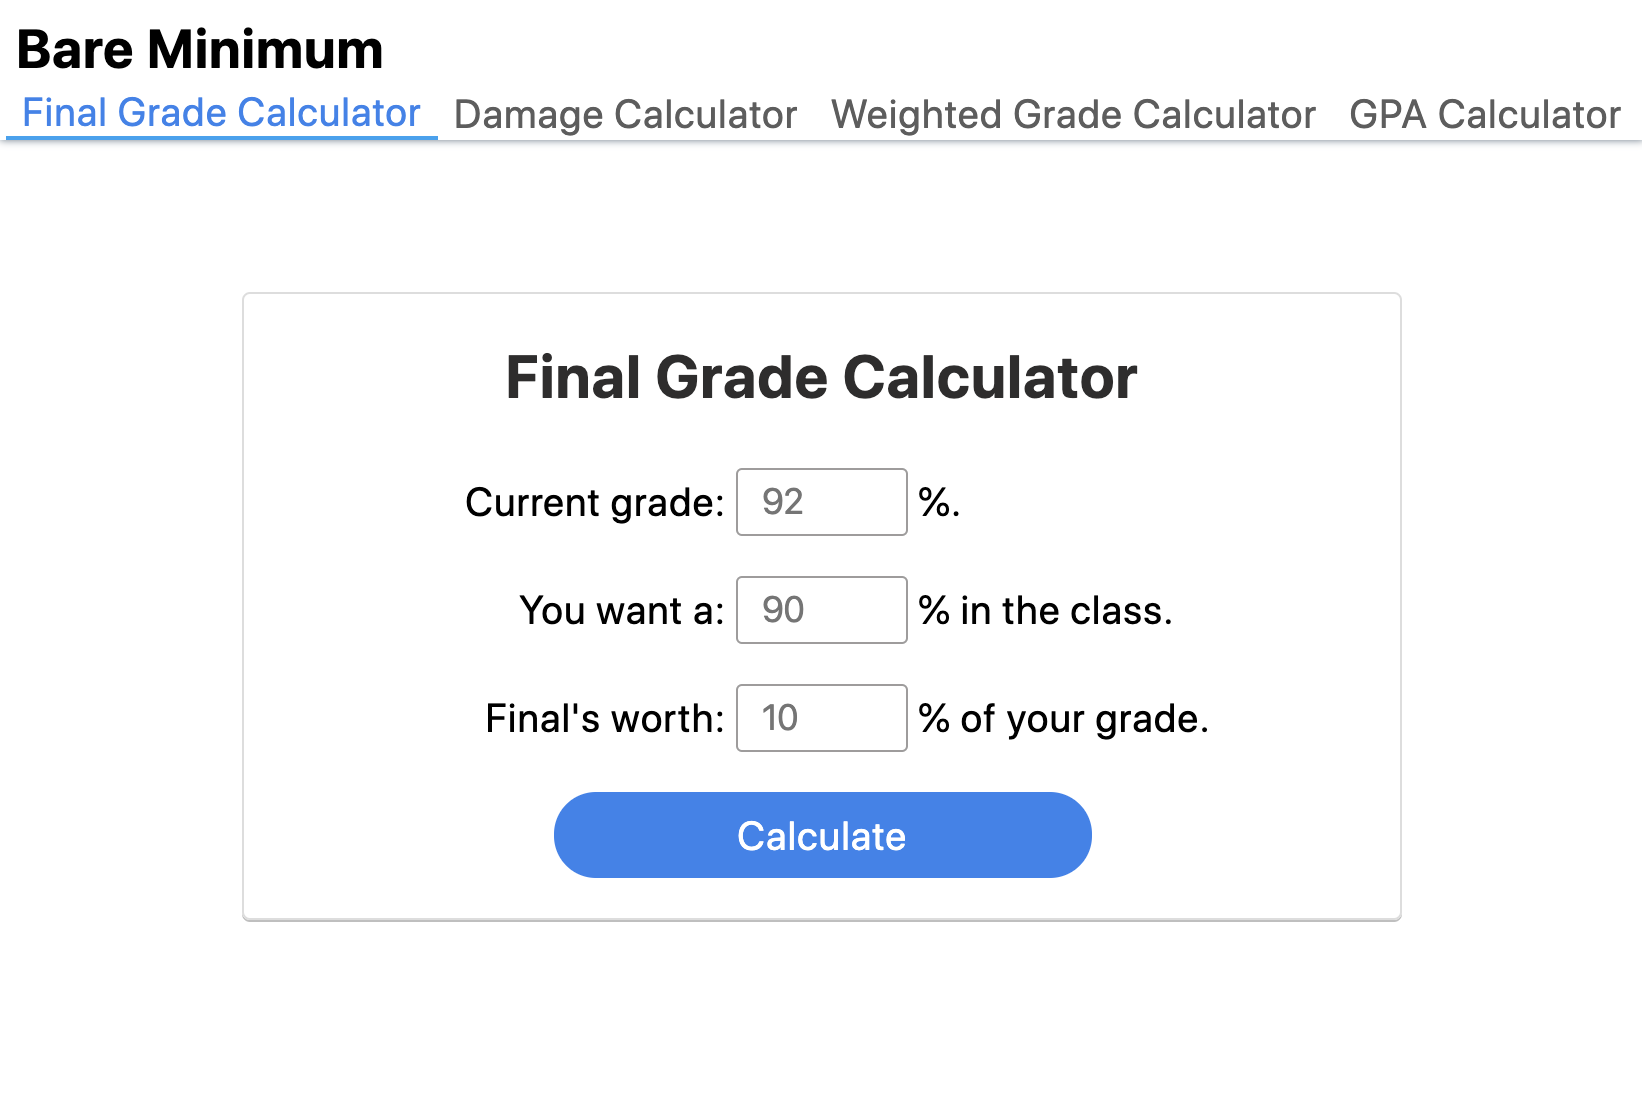 Bare Minimum
Final Grade Calculator Damage Calculator Weighted Grade Calculator GPA Calculator
Final Grade Calculator
Current grade: 92 %.
You want a: 90 % in the class.
Final's worth: 10 % of your grade.
Calculate